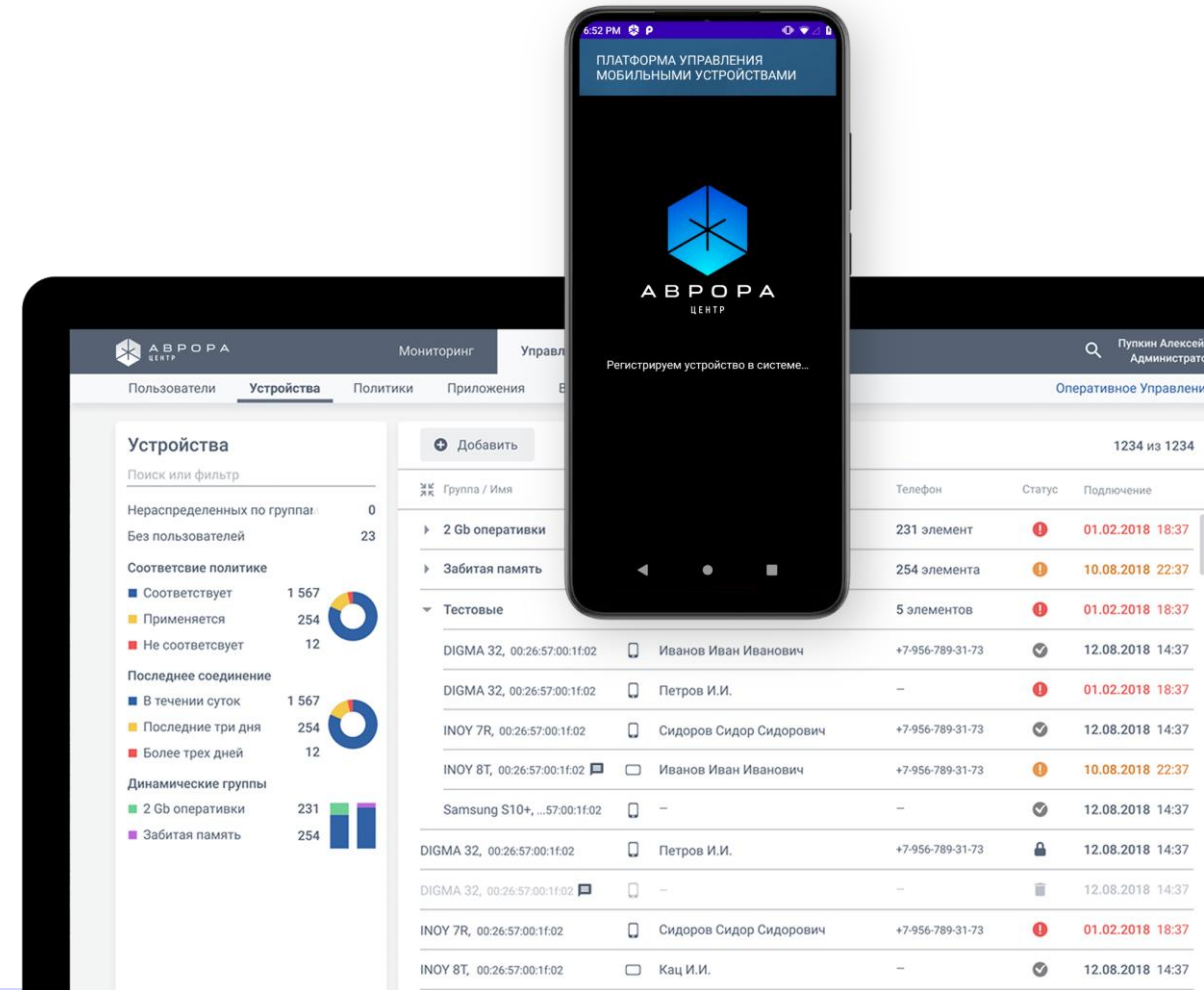 6:52 PM
ПЛАТФОРМА УПРАВЛЕНИЯ
МОБИЛЬНЫМИ УСТРОЙСТВАМИ
АВРОРА
ЦЕНТР
Регистрируем устройство в системе...
АВРОРА
ЦЕНТР
Мониторинг
Управл
Пупкин Алексей
Администрато
Пользователи Устройства Политики Приложения В
Оперативное Управлени
Устройства
Поиск или фильтр
Нераспределенных по группам 0
Без пользователей 23
Соответсвие политике
Соответствует 1 567
Применяется 254
Не соответсвует 12
Последнее соединение
В течении суток 1 567
Последние три дня 254
Более трех дней 12
Динамические группы
2 Gb оперативки 231
Забитая память 254
Добавить 1234 из 1234
Группа / Имя Телефон Статус Подлючение
2 Gb оперативки 231 элемент 01.02.2018 18:37
Забитая память 254 элемента 10.08.2018 22:37
Тестовые 5 элементов 01.02.2018 18:37
DIGMA 32, 00:26:57:00:1f:02 Иванов Иван Иванович +7-956-789-31-73 12.08.2018 14:37
DIGMA 32, 00:26:57:00:1f:02 Петров И.И. – 01.02.2018 18:37
INOY 7R, 00:26:57:00:1f:02 Сидоров Сидор Сидорович +7-956-789-31-73 12.08.2018 14:37
INOY 8T, 00:26:57:00:1f:02 Иванов Иван Иванович +7-956-789-31-73 10.08.2018 22:37
Samsung S10+, ...57:00:1f:02 – – 12.08.2018 14:37
DIGMA 32, 00:26:57:00:1f:02 Петров И.И. +7-956-789-31-73 12.08.2018 14:37
DIGMA 32, 00:26:57:00:1f:02 – – 12.08.2018 14:37
INOY 7R, 00:26:57:00:1f:02 Сидоров Сидор Сидорович +7-956-789-31-73 01.02.2018 18:37
INOY 8T, 00:26:57:00:1f:02 Кац И.И. – 12.08.2018 14:37